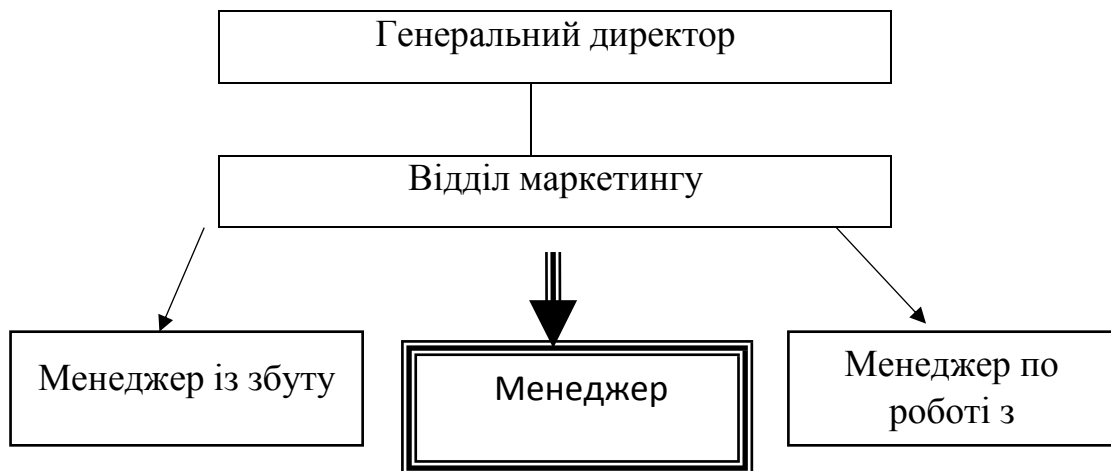 Генеральний директор
Відділ маркетингу
Менеджер із збуту
Менеджер
Менеджер по
роботі з